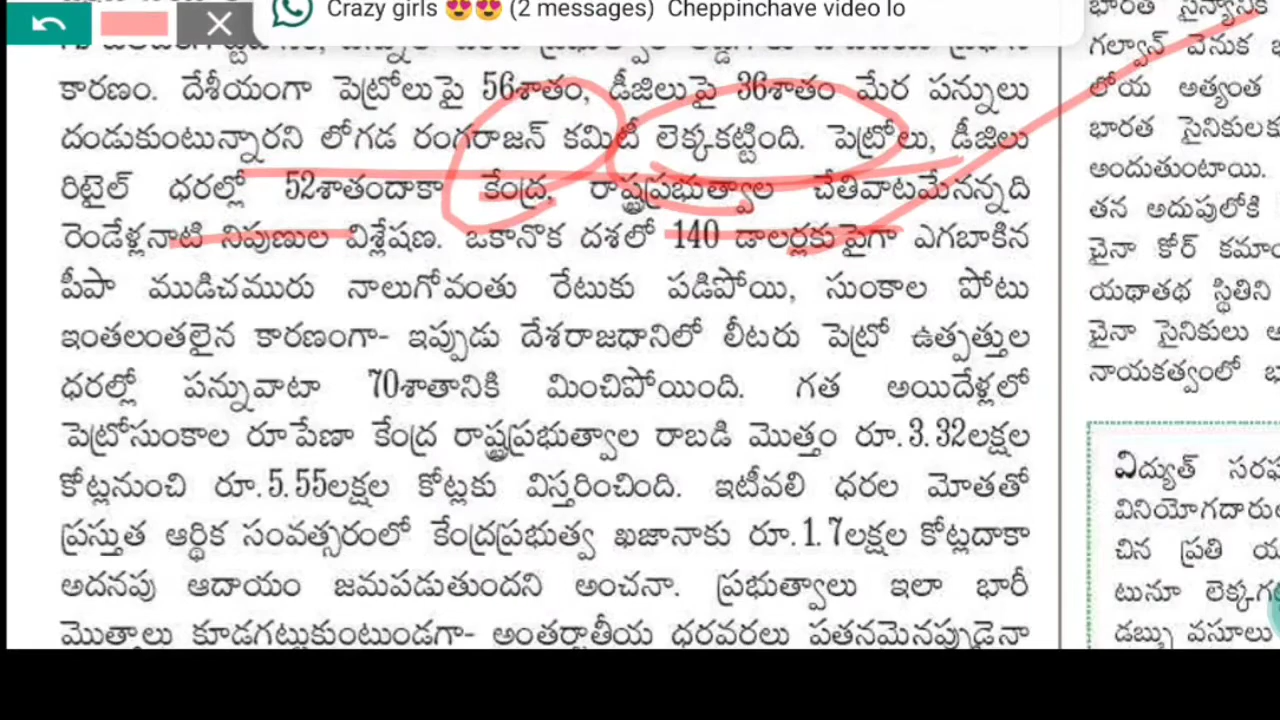 Crazy girls 😍😍 (2 messages) Cheppinchave video lo
కారణం. దేశీయంగా పెట్రోలుపై 56శాతం, డీజిలుపై 36శాతం మేర పన్నులు
దండుకుంటున్నారని లోగడ రంగరాజన్ కమిటీ లెక్కకట్టింది. పెట్రోలు, డీజిలు
రిటైల్ ధరల్లో 52శాతందాకా కేంద్ర, రాష్ట్రప్రభుత్వాల చేతివాటమేనన్నది
రెండేళ్లనాటి నిపుణుల విశ్లేషణ. ఒకానొక దశలో 140 డాలర్లకుపైగా ఎగబాకిన
పీపా ముడిచమురు నాలుగోవంతు రేటుకు పడిపోయి, సుంకాల పోటు
ఇంతలంతలైన కారణంగా- ఇప్పుడు దేశరాజధానిలో లీటరు పెట్రో ఉత్పత్తుల
ధరల్లో పన్నువాటా 70శాతానికి మించిపోయింది. గత అయిదేళ్లలో
పెట్రోసుంకాల రూపేణా కేంద్ర రాష్ట్రప్రభుత్వాల రాబడి మొత్తం రూ.3.32లక్షల
కోట్లనుంచి రూ.5.55లక్షల కోట్లకు విస్తరించింది. ఇటీవలి ధరల మోతతో
ప్రస్తుత ఆర్థిక సంవత్సరంలో కేంద్రప్రభుత్వ ఖజానాకు రూ.1.7లక్షల కోట్లదాకా
అదనపు ఆదాయం జమపడుతుందని అంచనా. ప్రభుత్వాలు ఇలా భారీ
మొత్తాలు కూడగట్టుకుంటుండగా- అంతర్జాతీయ ధరవరలు పతనమైనప్పుడైనా
భారత సైన్యానిక
గల్వాన్ వెనుక
లోయ అత్యంత
భారత సైనికులక
అందుతుంటాయి.
తన అదుపులోకి
చైనా కోర్ కమాం
యథాతథ స్థితిని
చైనా సైనికులు
నాయకత్వంలో
విద్యుత్ సరఫ
వినియోగదారుల
చిన ప్రతి య
టునూ లెక్కగ
డబ్బు వసూలు